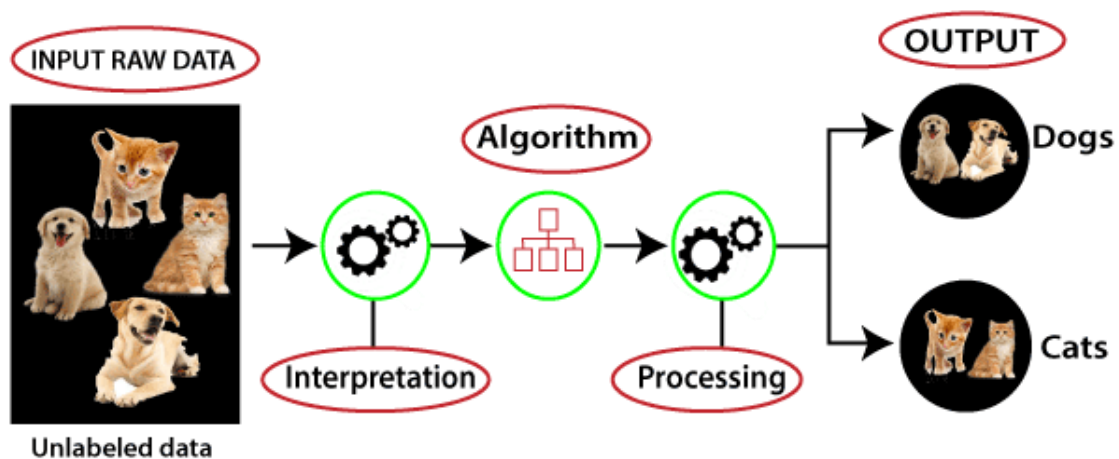 INPUT RAW DATA
Unlabeled data
Interpretation
Algorithm
Processing
OUTPUT
Dogs
Cats